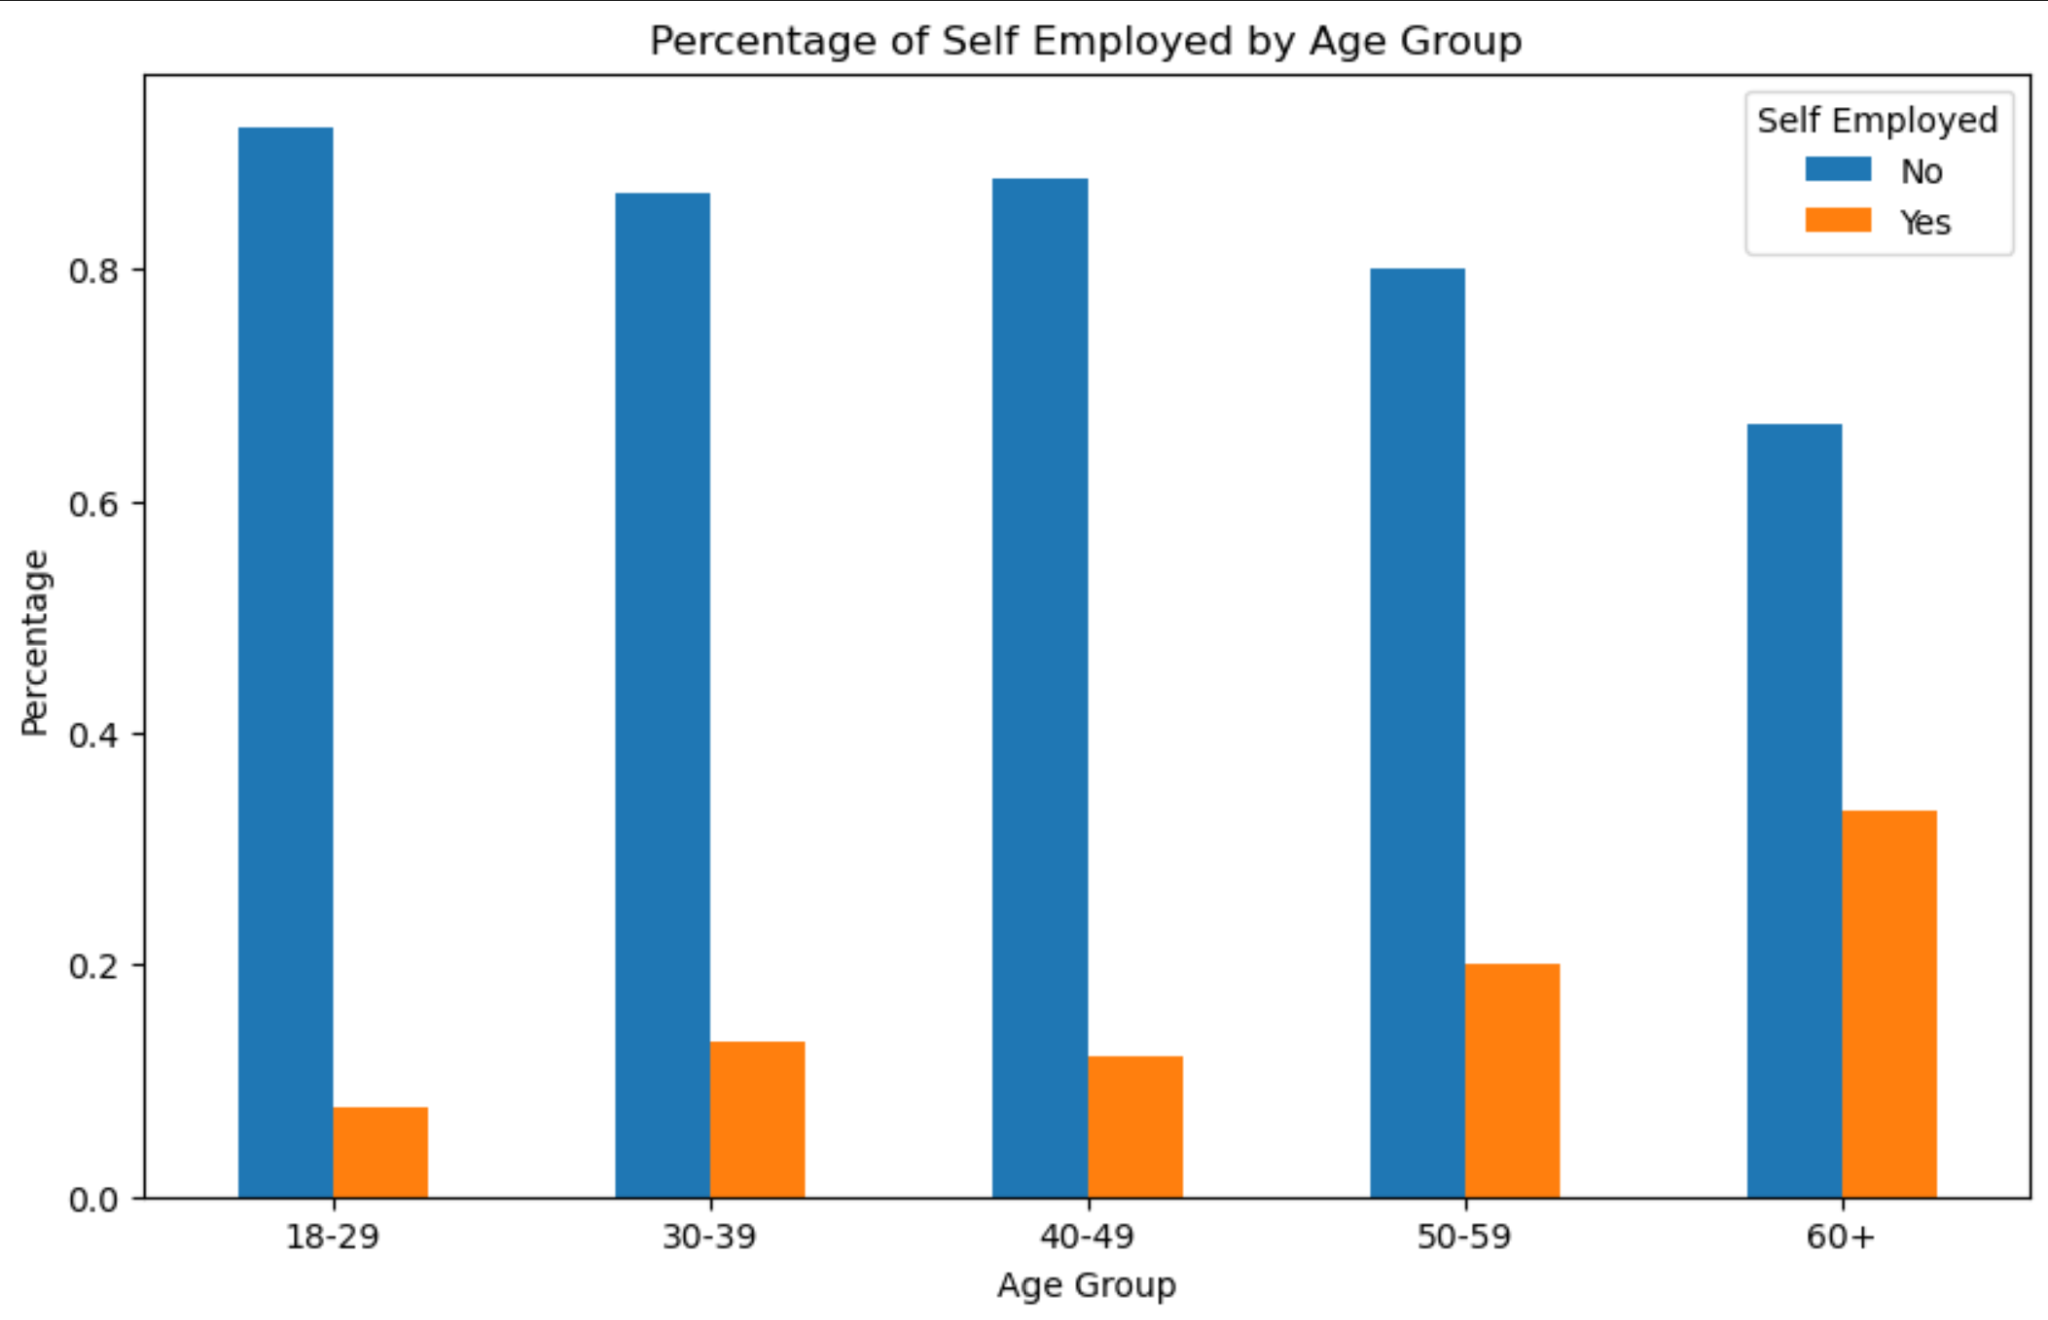 Percentage of Self Employed by Age Group
Self Employed
No
Yes
Percentage
0.8
0.6
0.4
0.2
0.0
18-29 30-39 40-49 50-59 60+
Age Group